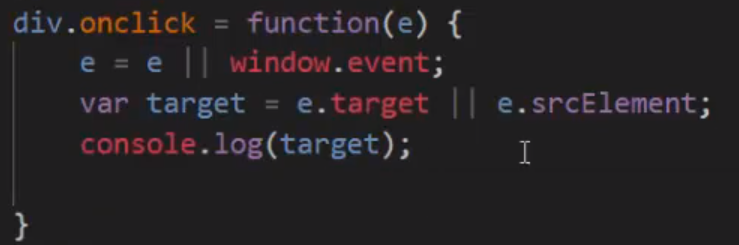 div.onclick = function(e) {
    e = e || window.event;
    var target = e.target || e.srcElement;
    console.log(target);
}